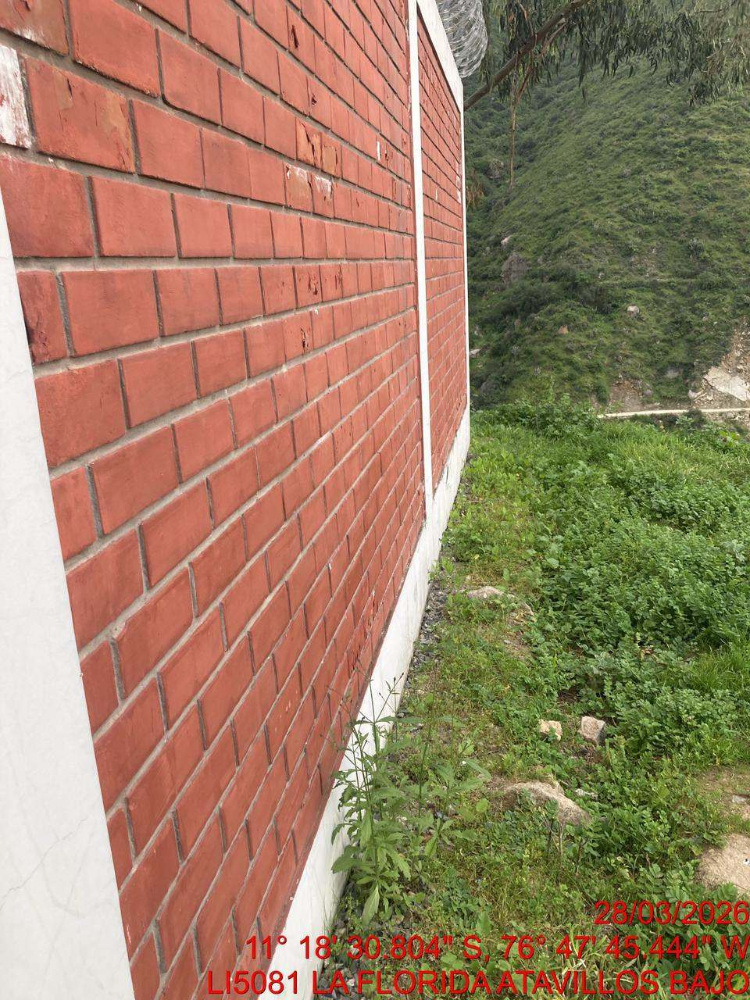 28/03/2026
11° 18' 30.804" S, 76° 47' 45.444" W
LI5081 LA FLORIDA ATAVILLOS BAJO